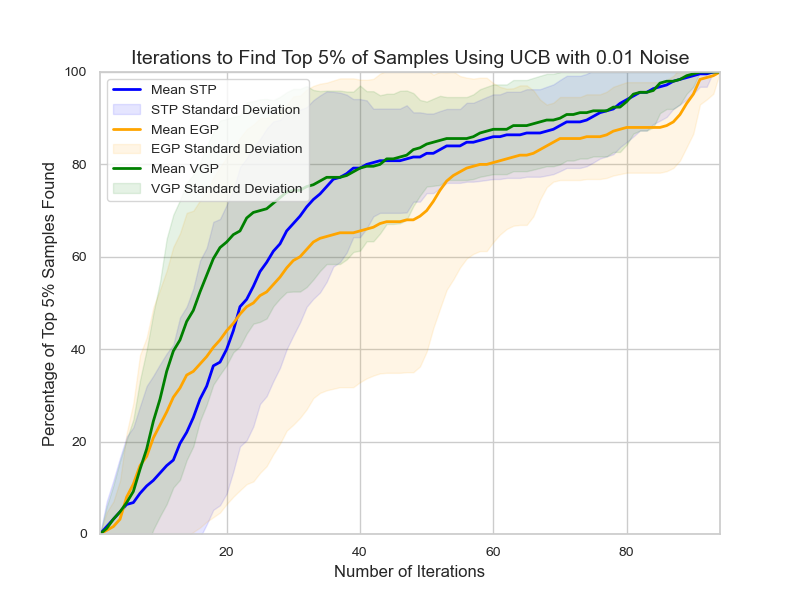 Iterations to Find Top 5% of Samples Using UCB with 0.01 Noise
Percentage of Top 5% Samples Found
100
80
60
40
20
0
Mean STP
STP Standard Deviation
Mean EGP
EGP Standard Deviation
Mean VGP
VGP Standard Deviation
20 40 60 80
Number of Iterations